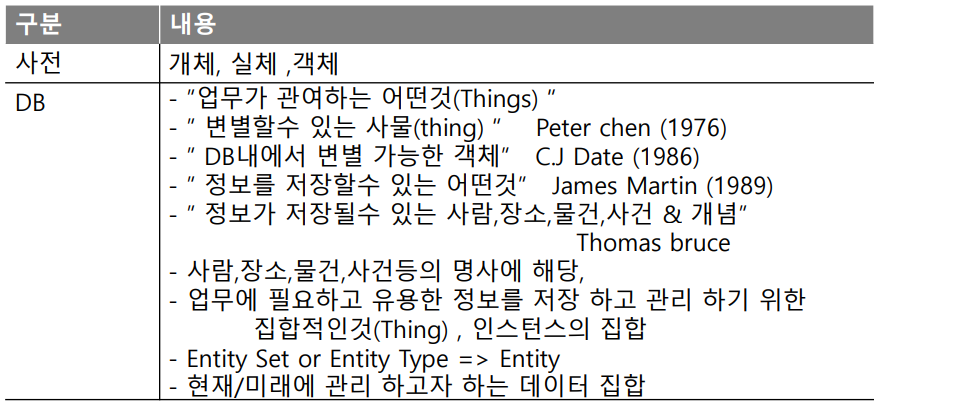 구분 내용
사전 개체, 실체 ,객체
DB - "업무가 관여하는 어떤것(Things) "
- " 변별할수 있는 사물(thing) " Peter chen (1976)
- " DB내에서 변별 가능한 객체" C.J Date (1986)
- " 정보를 저장할수 있는 어떤것" James Martin (1989)
- " 정보가 저장될수 있는 사람,장소,물건,사건 & 개념"
Thomas bruce
- 사람,장소,물건,사건등의 명사에 해당,
- 업무에 필요하고 유용한 정보를 저장 하고 관리 하기 위한
집합적인것(Thing) , 인스턴스의 집합
- Entity Set or Entity Type => Entity
- 현재/미래에 관리 하고자 하는 데이터 집합